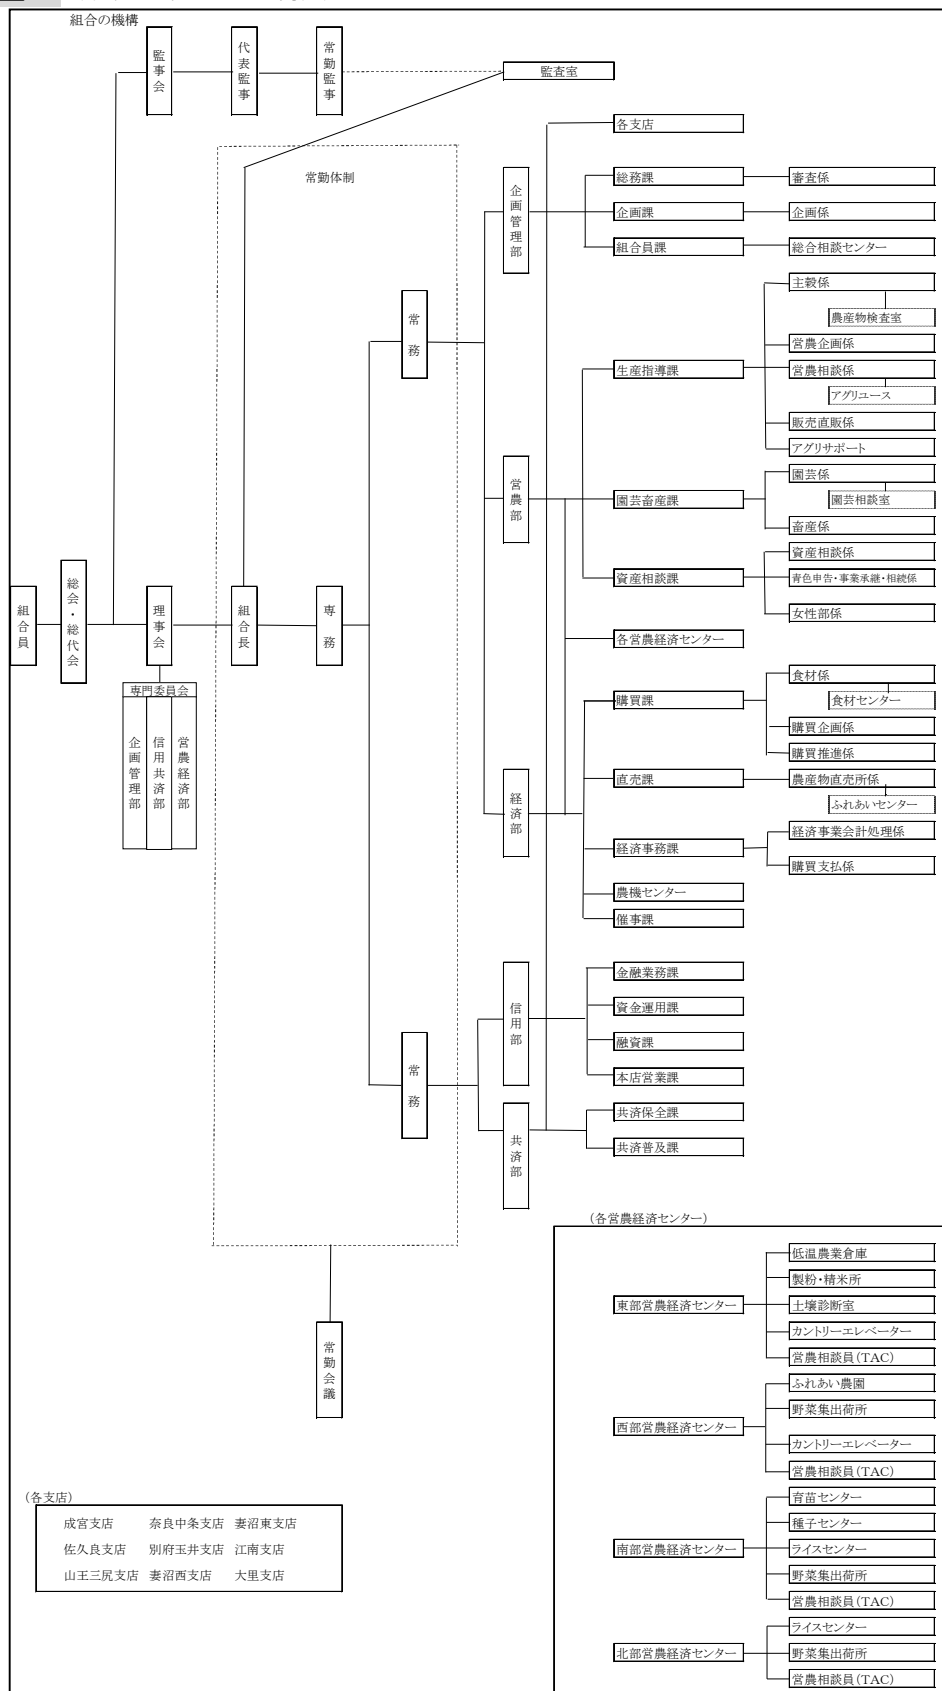 組合の機構
監事会
代表監事
常勤監事
監査室
各支店
常勤体制
企画管理部
総務課
審査係
企画課
企画係
組合員課
総合相談センター
常務
営農部
生産指導課
主穀係
農産物検査室
営農企画係
営農相談係
アグリユース
販売直販係
アグリサポート
園芸畜産課
園芸係
園芸相談室
畜産係
資産相談課
資産相談係
青色申告・事業承継・相続係
女性部係
各営農経済センター
組合員
総会・総代会
理事会
組合長
専務
専門委員会
企画管理部
信用共済部
営農経済部
経済部
購買課
食材係
食材センター
購買企画係
購買推進係
直売課
農産物直売所係
ふれあいセンター
経済事務課
経済事業会計処理係
購買支払係
農機センター
催事課
常務
信用部
金融業務課
資金運用課
融資課
本店営業課
共済部
共済保全課
共済普及課
常勤会議
(各営農経済センター)
東部営農経済センター
低温農業倉庫
製粉・精米所
土壌診断室
カントリーエレベーター
営農相談員(TAC)
西部営農経済センター
ふれあい農園
野菜集出荷所
カントリーエレベーター
営農相談員(TAC)
南部営農経済センター
育苗センター
種子センター
ライスセンター
野菜集出荷所
営農相談員(TAC)
北部営農経済センター
ライスセンター
野菜集出荷所
営農相談員(TAC)
(各支店)
成宮支店 奈良中条支店 妻沼東支店
佐久良支店 別府玉井支店 江南支店
山王三尻支店 妻沼西支店 大里支店